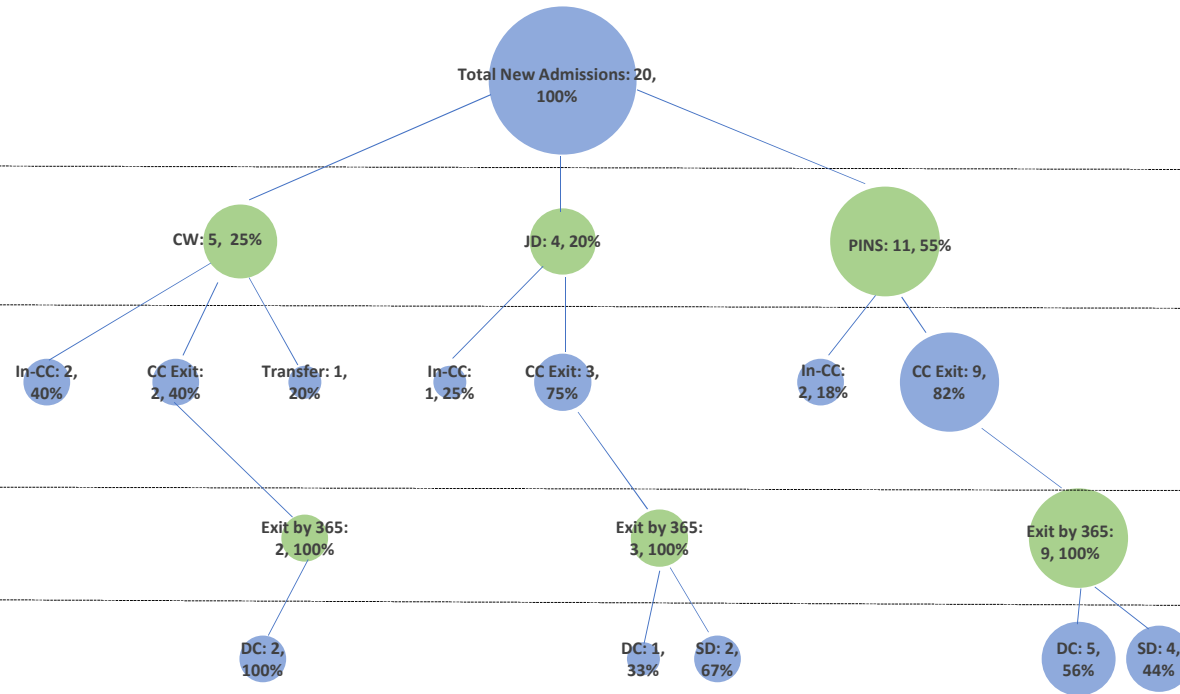 Total New Admissions: 20,
100%
CW: 5,  25%
JD: 4, 20%
PINS: 11, 55%
In-CC: 2,
40%
CC Exit:
2, 40%
Transfer: 1,
20%
In-CC:
1, 25%
CC Exit: 3,
75%
In-CC:
2, 18%
CC Exit: 9,
82%
Exit by 365:
2, 100%
Exit by 365:
3, 100%
Exit by 365:
9, 100%
DC: 2,
100%
DC: 1,
33%
SD: 2,
67%
DC: 5,
56%
SD: 4,
44%